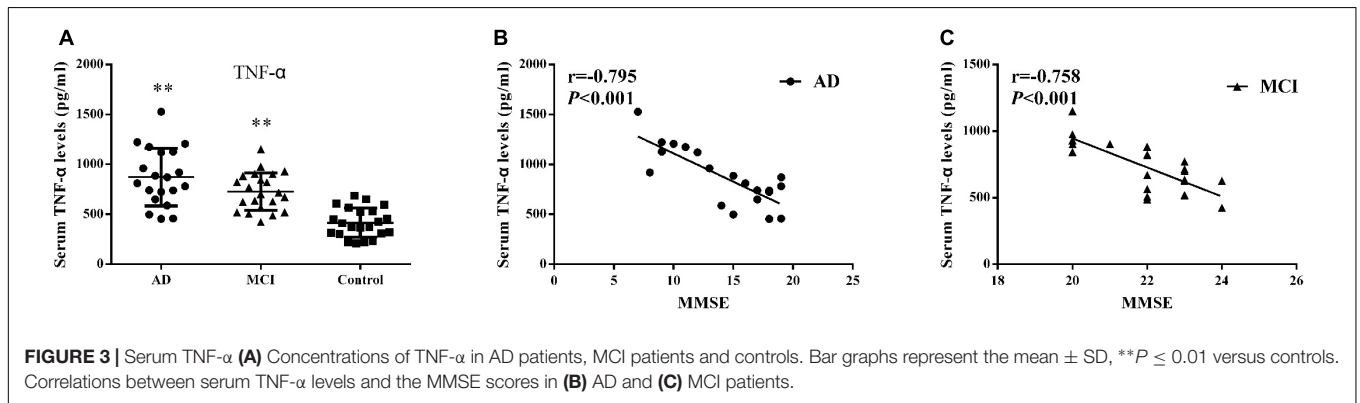 A
TNF-α
**
**
Serum TNF-α levels (pg/ml)
2000
1500
1000
500
0
AD
MCI
Control
B
r=-0.795
P<0.001
AD
Serum TNF-α levels (pg/ml)
2000
1500
1000
500
0
0
5
10
15
20
25
MMSE
C
r=-0.758
P<0.001
MCI
Serum TNF-α levels (pg/ml)
1500
1000
500
0
18
20
22
24
26
MMSE
FIGURE 3 | Serum TNF-α (A) Concentrations of TNF-α in AD patients, MCI patients and controls. Bar graphs represent the mean ± SD, **P ≤ 0.01 versus controls.
Correlations between serum TNF-α levels and the MMSE scores in (B) AD and (C) MCI patients.